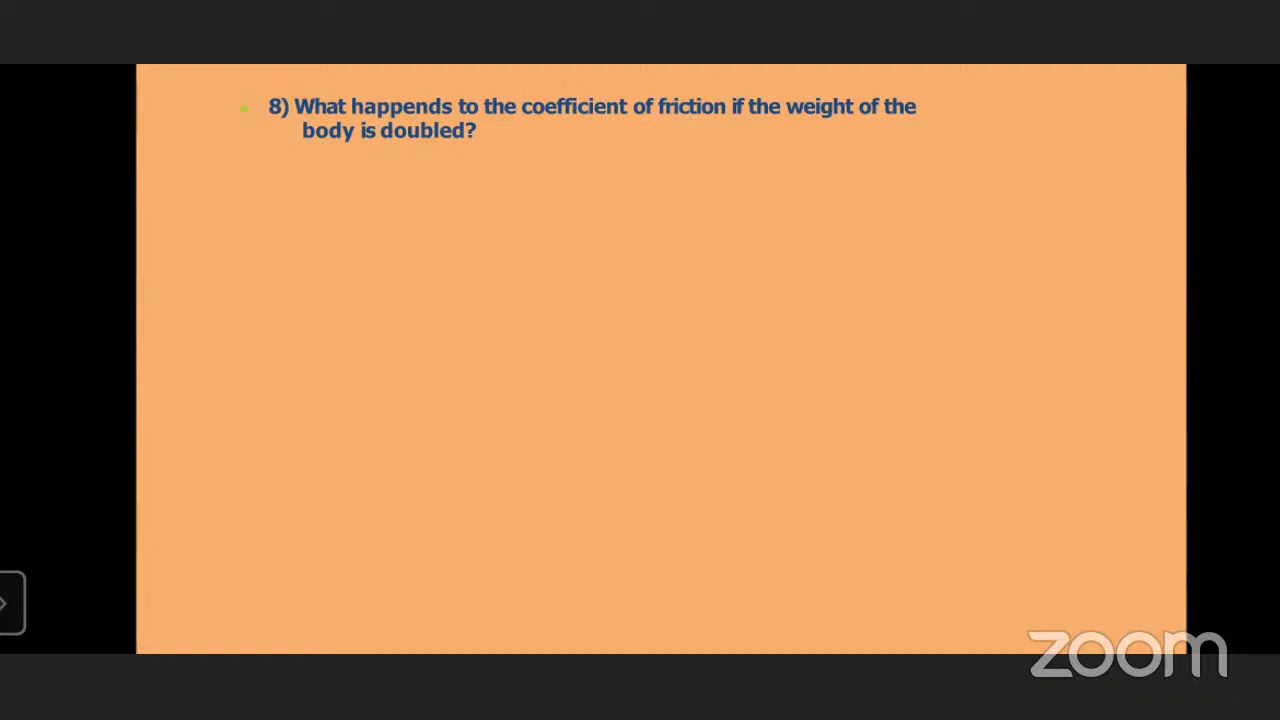 8) What happends to the coefficient of friction if the weight of the
body is doubled?
zoom